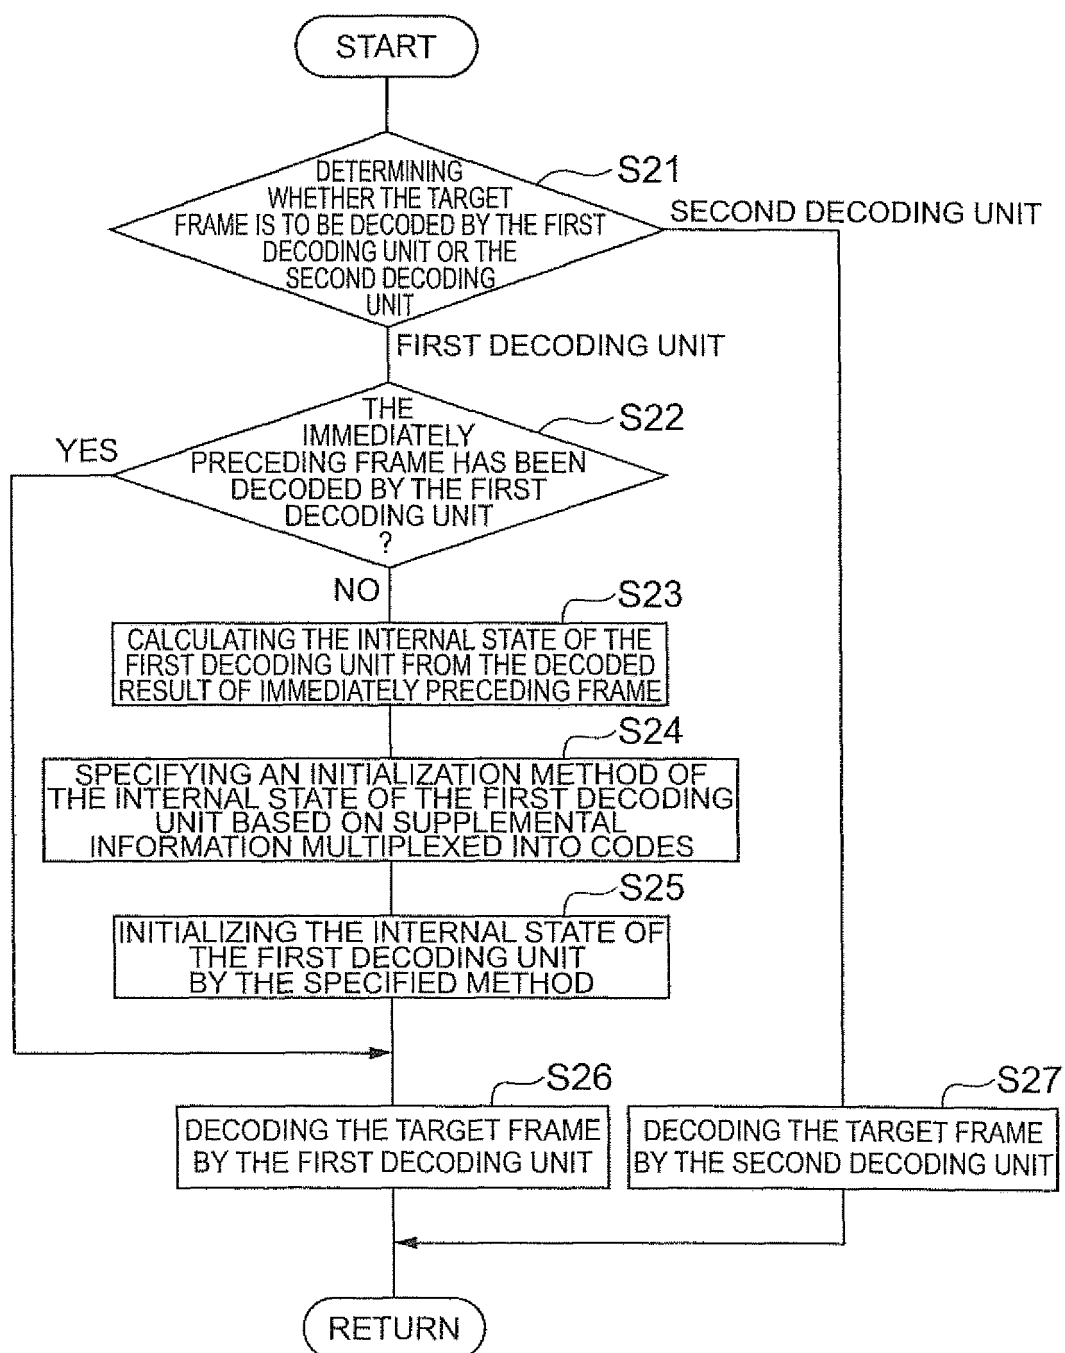 START
DETERMINING
WHETHER THE TARGET
FRAME IS TO BE DECODED BY THE FIRST
DECODING UNIT OR THE
SECOND DECODING
UNIT
S21
SECOND DECODING UNIT
FIRST DECODING UNIT
THE
IMMEDIATELY
PRECEDING FRAME HAS BEEN
DECODED BY THE FIRST
DECODING UNIT
?
S22
YES
NO
S23
CALCULATING THE INTERNAL STATE OF THE
FIRST DECODING UNIT FROM THE DECODED
RESULT OF IMMEDIATELY PRECEDING FRAME
S24
SPECIFYING AN INITIALIZATION METHOD OF
THE INTERNAL STATE OF THE FIRST DECODING
UNIT BASED ON SUPPLEMENTAL
INFORMATION MULTIPLEXED INTO CODES
S25
INITIALIZING THE INTERNAL STATE OF
THE FIRST DECODING UNIT
BY THE SPECIFIED METHOD
S26
DECODING THE TARGET FRAME
BY THE FIRST DECODING UNIT
S27
DECODING THE TARGET FRAME
BY THE SECOND DECODING UNIT
RETURN